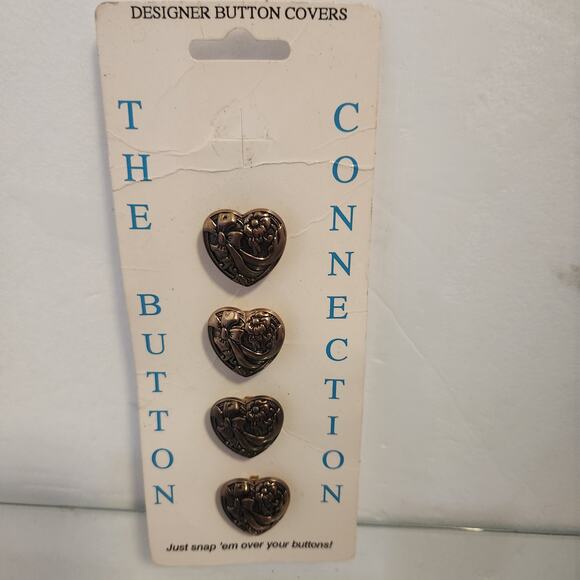 DESIGNER BUTTON COVERS
THE BUTTON
CONNECTION
Just snap 'em over your buttons!